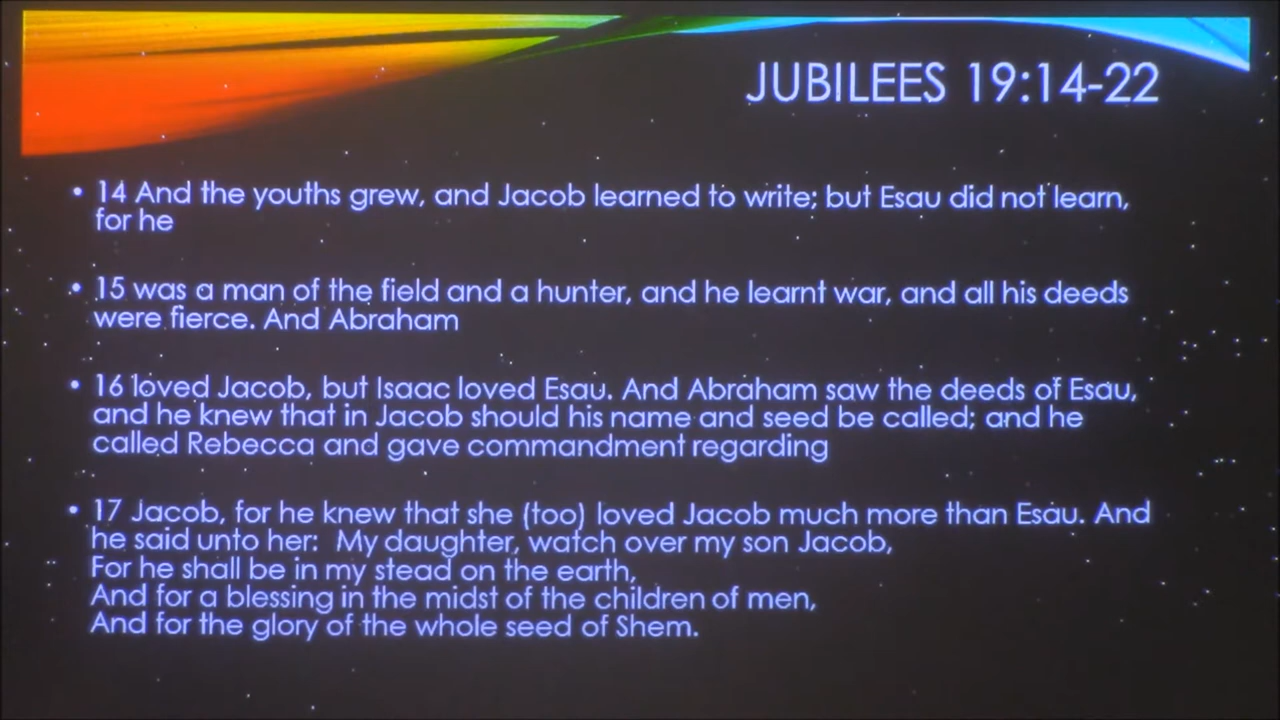 JUBILEES 19:14-22
• 14 And the youths grew, and Jacob learned to write; but Esau did not learn,
for he
• 15 was a man of the field and a hunter, and he learnt war, and all his deeds
were fierce. And Abraham
• 16 loved Jacob, but Isaac loved Esau. And Abraham saw the deeds of Esau,
and he knew that in Jacob should his name and seed be called; and he
called Rebecca and gave commandment regarding
• 17 Jacob, for he knew that she (too) loved Jacob much more than Esau. And
he said unto her: My daughter, watch over my son Jacob,
For he shall be in my stead on the earth,
And for a blessing in the midst of the children of men,
And for the glory of the whole seed of Shem.